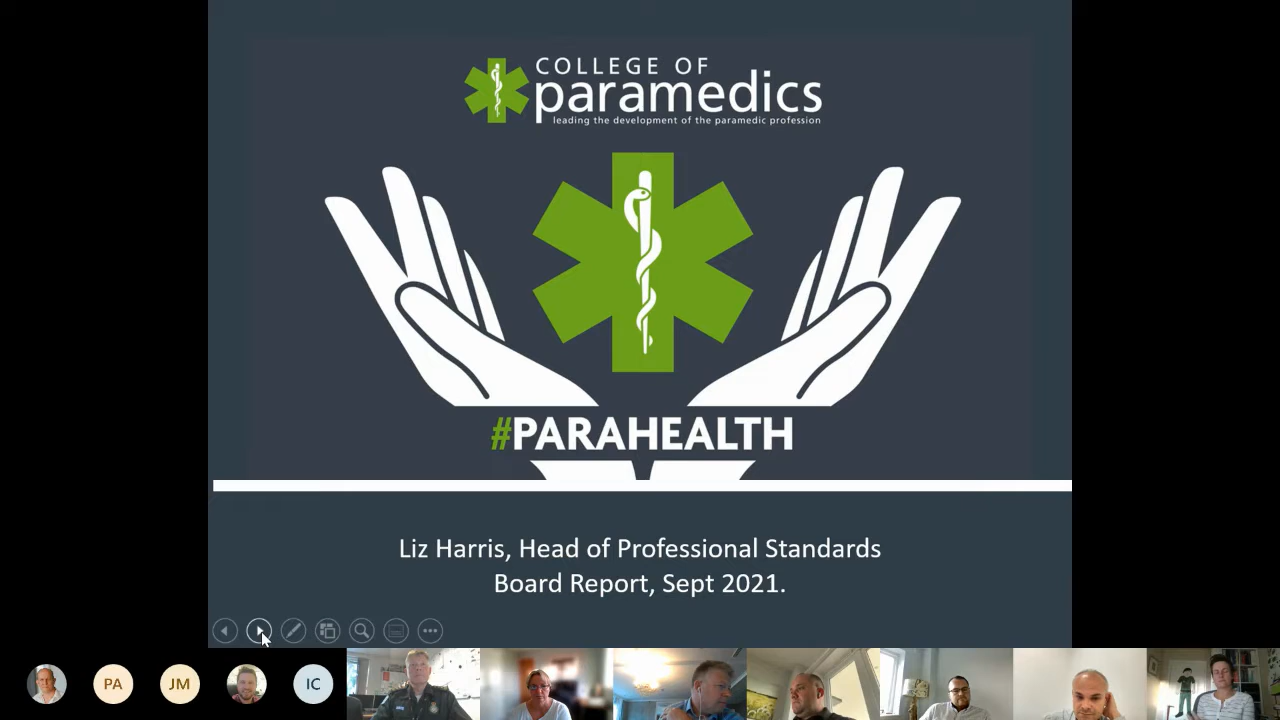 COLLEGE OF
paramedics
leading the development of the paramedic profession
#PARAHEALTH
Liz Harris, Head of Professional Standards
Board Report, Sept 2021.
PA
JM
IC